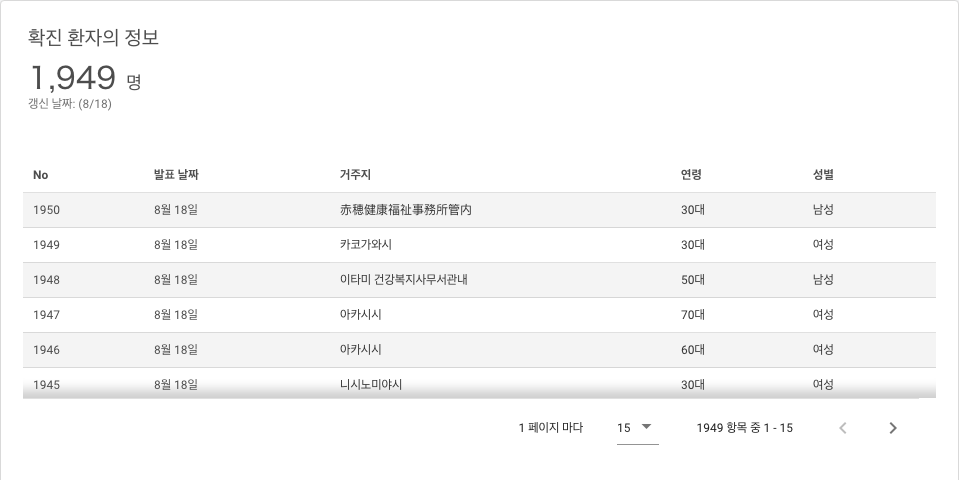 확진 환자의 정보
1,949 명
갱신 날짜: (8/18)
No 발표 날짜 거주지 연령 성별
1950 8월 18일 赤穂健康福祉事務所管内 30대 남성
1949 8월 18일 카코가와시 30대 여성
1948 8월 18일 이타미 건강복지사무서관내 50대 남성
1947 8월 18일 아카시시 70대 여성
1946 8월 18일 아카시시 60대 여성
1945 8월 18일 니시노미야시 30대 여성
1 페이지 마다 15 1949 항목 중 1 - 15